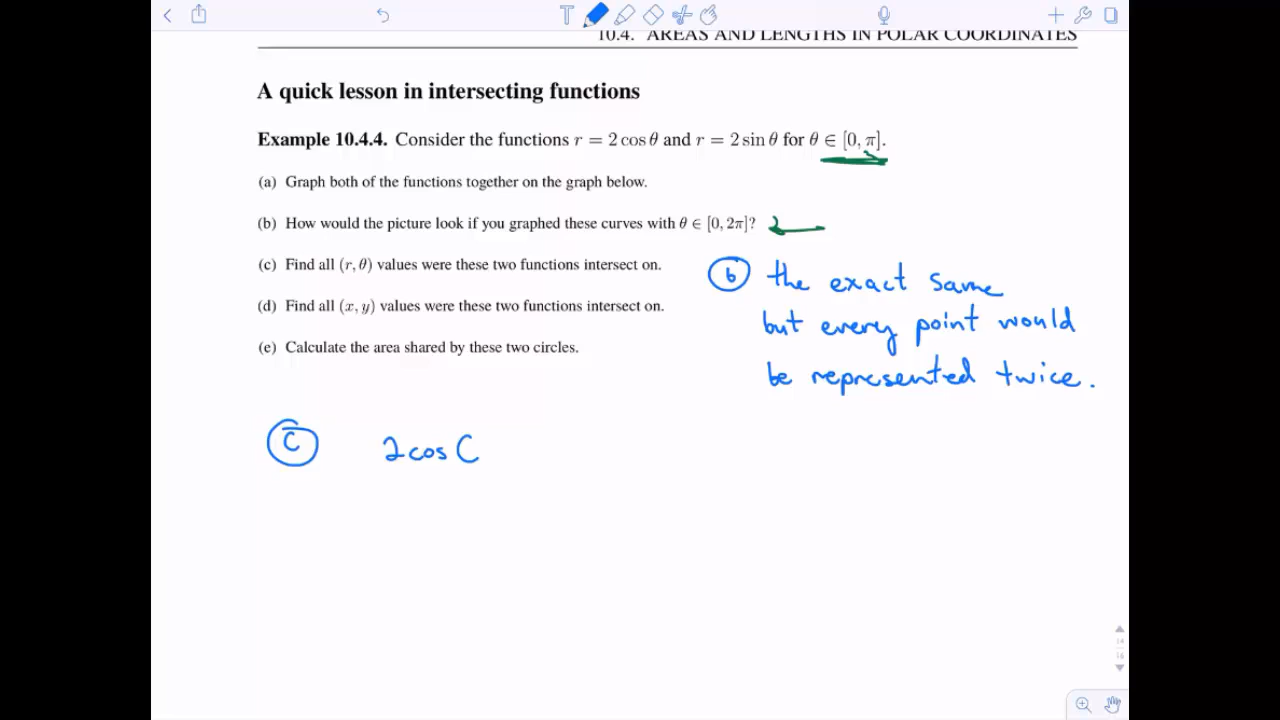 10.4. AREAS AND LENGTHS IN POLAR COORDINATES
A quick lesson in intersecting functions
Example 10.4.4. Consider the functions r = 2 cos θ and r = 2 sin θ for θ ∈ [0, π].
(a) Graph both of the functions together on the graph below.
(b) How would the picture look if you graphed these curves with θ ∈ [0, 2π]?
(c) Find all (r, θ) values were these two functions intersect on.
(d) Find all (x, y) values were these two functions intersect on.
(e) Calculate the area shared by these two circles.
b the exact same
but every point would
be represented twice.
C 2cos C